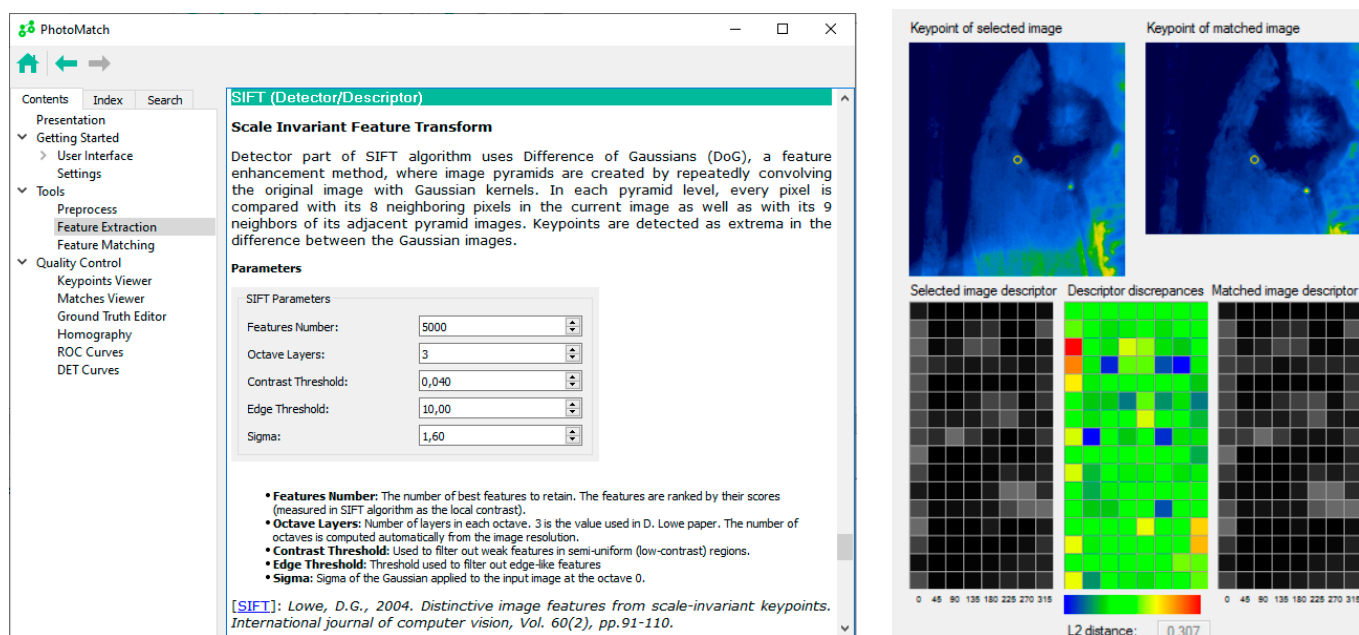 PhotoMatch
Contents Index Search
Presentation
Getting Started
User Interface
Settings
Tools
Preprocess
Feature Extraction
Feature Matching
Quality Control
Keypoints Viewer
Matches Viewer
Ground Truth Editor
Homography
ROC Curves
DET Curves
SIFT (Detector/Descriptor)
Scale Invariant Feature Transform
Detector part of SIFT algorithm uses Difference of Gaussians (DoG), a feature
enhancement method, where image pyramids are created by repeatedly convolving
the original image with Gaussian kernels. In each pyramid level, every pixel is
compared with its 8 neighboring pixels in the current image as well as with its 9
neighbors of its adjacent pyramid images. Keypoints are detected as extrema in the
difference between the Gaussian images.
Parameters
SIFT Parameters
Features Number: 5000
Octave Layers: 3
Contrast Threshold: 0,040
Edge Threshold: 10,00
Sigma: 1,60
• Features Number: The number of best features to retain. The features are ranked by their scores
(measured in SIFT algorithm as the local contrast).
• Octave Layers: Number of layers in each octave. 3 is the value used in D. Lowe paper. The number of
octaves is computed automatically from the image resolution.
• Contrast Threshold: Used to filter out weak features in semi-uniform (low-contrast) regions.
• Edge Threshold: Threshold used to filter out edge-like features
• Sigma: Sigma of the Gaussian applied to the input image at the octave 0.
[SIFT]: Lowe, D.G., 2004. Distinctive image features from scale-invariant keypoints.
International journal of computer vision, Vol. 60(2), pp.91-110.
Keypoint of selected image Keypoint of matched image
Selected image descriptor Descriptor discrepances Matched image descriptor
0 45 90 135 180 225 270 315 0 45 90 135 180 225 270 315
L2 distance: 0.307